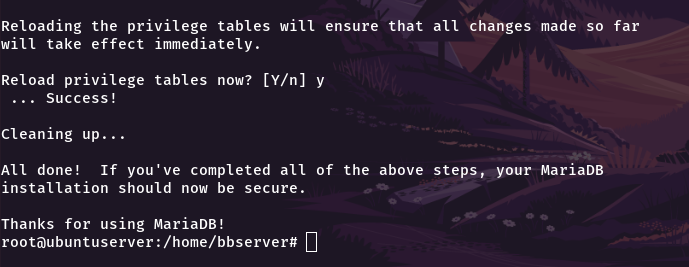 Reloading the privilege tables will ensure that all changes made so far
will take effect immediately.
Reload privilege tables now? [Y/n] y
 ... Success!
Cleaning up...
All done!  If you've completed all of the above steps, your MariaDB
installation should now be secure.
Thanks for using MariaDB!
root@ubuntuserver:/home/bbserver#